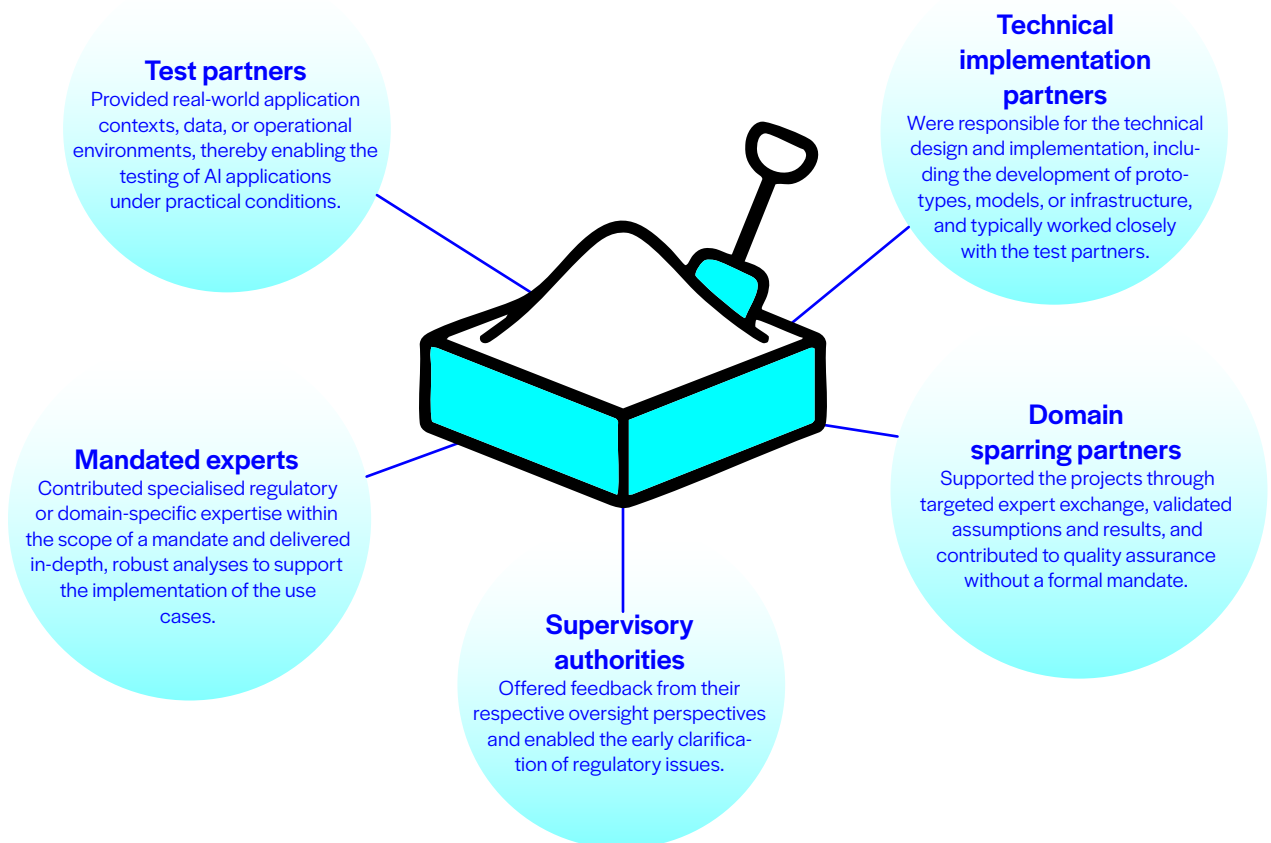 Test partners
Provided real-world application
contexts, data, or operational
environments, thereby enabling the
testing of AI applications
under practical conditions.
Technical
implementation
partners
Were responsible for the technical
design and implementation, inclu-
ding the development of proto-
types, models, or infrastructure,
and typically worked closely
with the test partners.
Mandated experts
Contributed specialised regulatory
or domain-specific expertise within
the scope of a mandate and delivered
in-depth, robust analyses to support
the implementation of the use
cases.
Domain
sparring partners
Supported the projects through
targeted expert exchange, validated
assumptions and results, and
contributed to quality assurance
without a formal mandate.
Supervisory
authorities
Offered feedback from their
respective oversight perspectives
and enabled the early clarifica-
tion of regulatory issues.